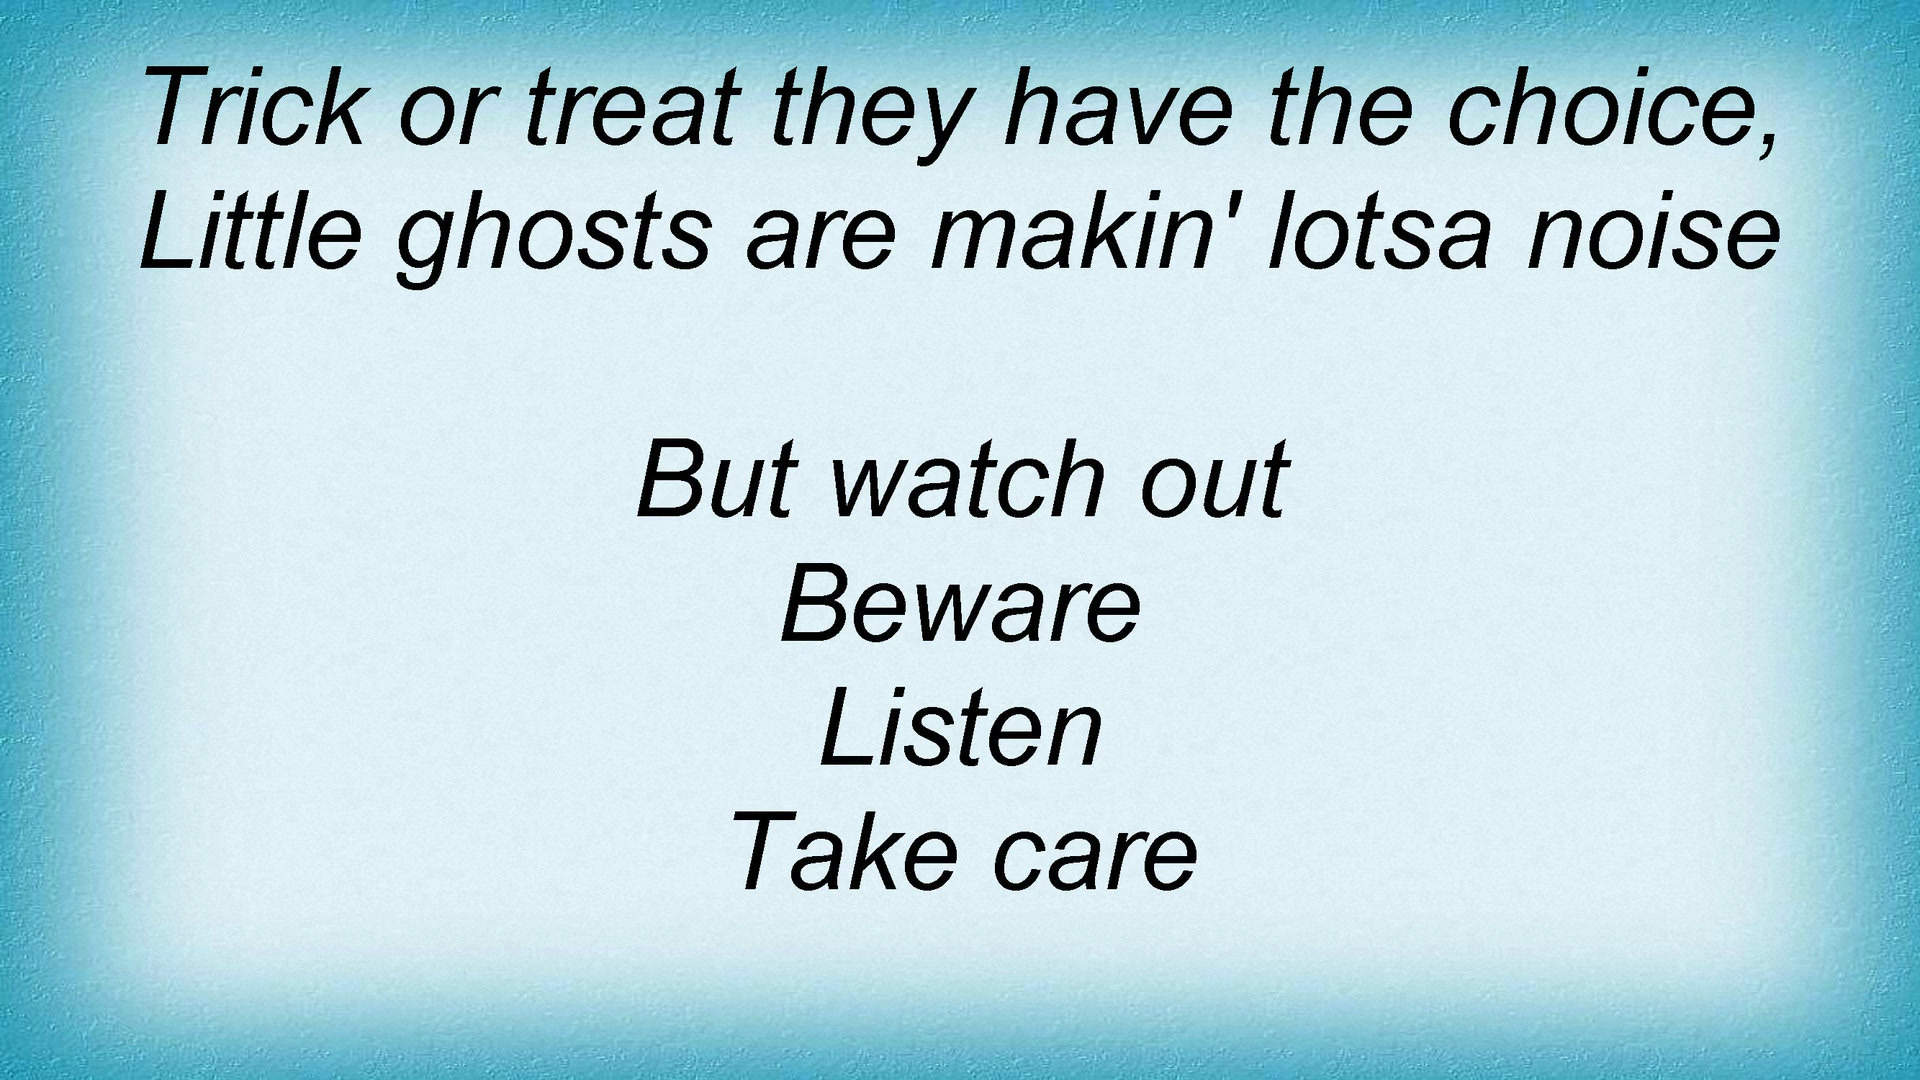 Trick or treat they have the choice,
Little ghosts are makin' lotsa noise
But watch out
Beware
Listen
Take care